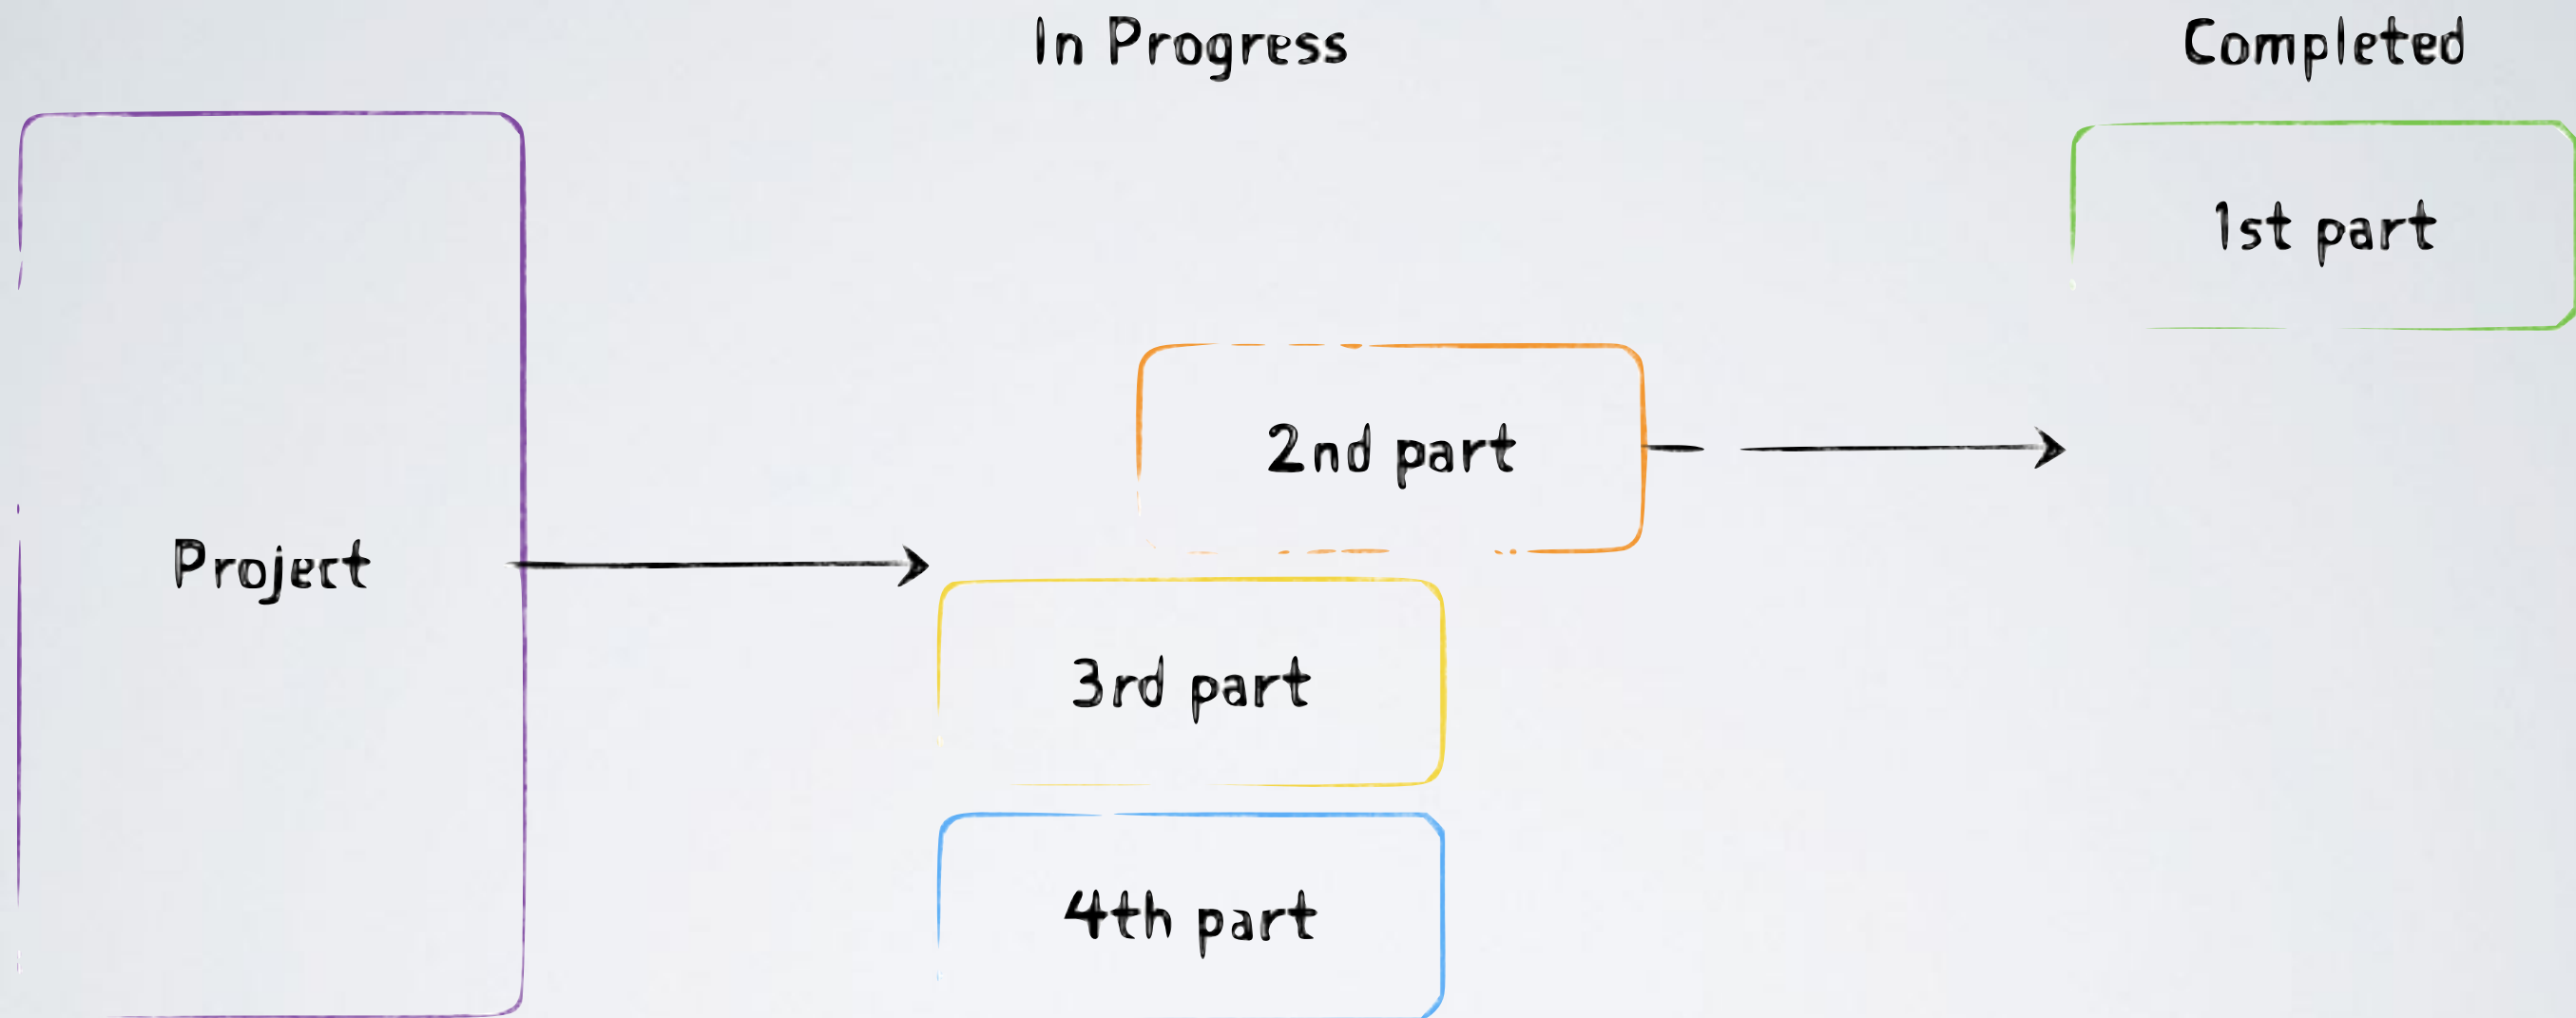 In Progress
Completed
1st part
2nd part
Project
3rd part
4th part